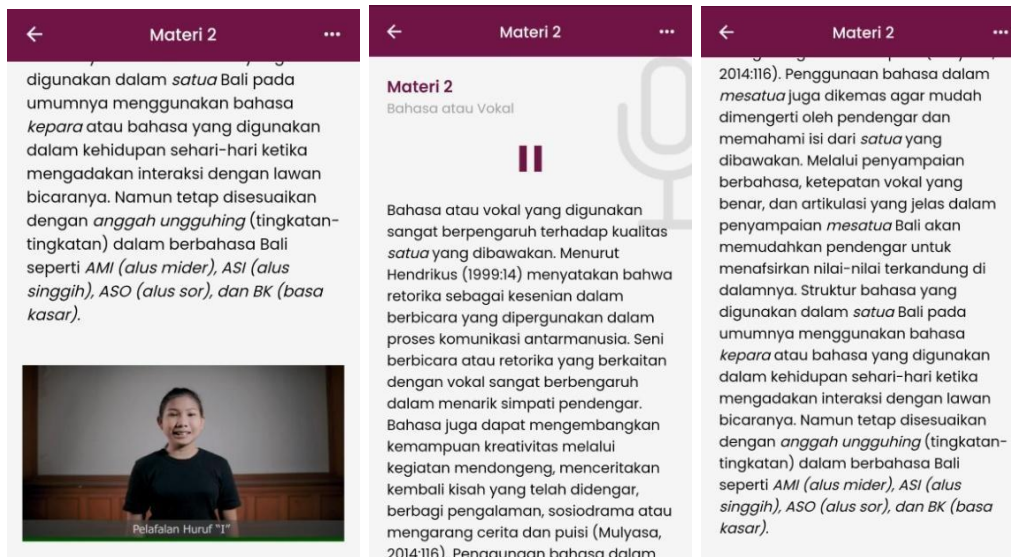 Materi 2
digunakan dalam satua Bali pada
umumnya menggunakan bahasa
kepara atau bahasa yang digunakan
dalam kehidupan sehari-hari ketika
mengadakan interaksi dengan lawan
bicaranya. Namun tetap disesuaikan
dengan anggah ungguhing (tingkatan-
tingkatan) dalam berbahasa Bali
seperti AMI (alus mider), ASI (alus
singgih), ASO (alus sor), dan BK (basa
kasar).
Pelafalan Huruf "I"
Materi 2
Materi 2
Bahasa atau Vokal
Bahasa atau vokal yang digunakan
sangat berpengaruh terhadap kualitas
satua yang dibawakan. Menurut
Hendrikus (1999:14) menyatakan bahwa
retorika sebagai kesenian dalam
berbicara yang dipergunakan dalam
proses komunikasi antarmanusia. Seni
berbicara atau retorika yang berkaitan
dengan vokal sangat berbengaruh
dalam menarik simpati pendengar.
Bahasa juga dapat mengembangkan
kemampuan kreativitas melalui
kegiatan mendongeng, menceritakan
kembali kisah yang telah didengar,
berbagi pengalaman, sosiodrama atau
mengarang cerita dan puisi (Mulyasa,
2014:116). Penggunaan bahasa dalam
Materi 2
2014:116). Penggunaan bahasa dalam
mesatua juga dikemas agar mudah
dimengerti oleh pendengar dan
memahami isi dari satua yang
dibawakan. Melalui penyampaian
berbahasa, ketepatan vokal yang
benar, dan artikulasi yang jelas dalam
penyampaian mesatua Bali akan
memudahkan pendengar untuk
menafsirkan nilai-nilai terkandung di
dalamnya. Struktur bahasa yang
digunakan dalam satua Bali pada
umumnya menggunakan bahasa
kepara atau bahasa yang digunakan
dalam kehidupan sehari-hari ketika
mengadakan interaksi dengan lawan
bicaranya. Namun tetap disesuaikan
dengan anggah ungguhing (tingkatan-
tingkatan) dalam berbahasa Bali
seperti AMI (alus mider), ASI (alus
singgih), ASO (alus sor), dan BK (basa
kasar).